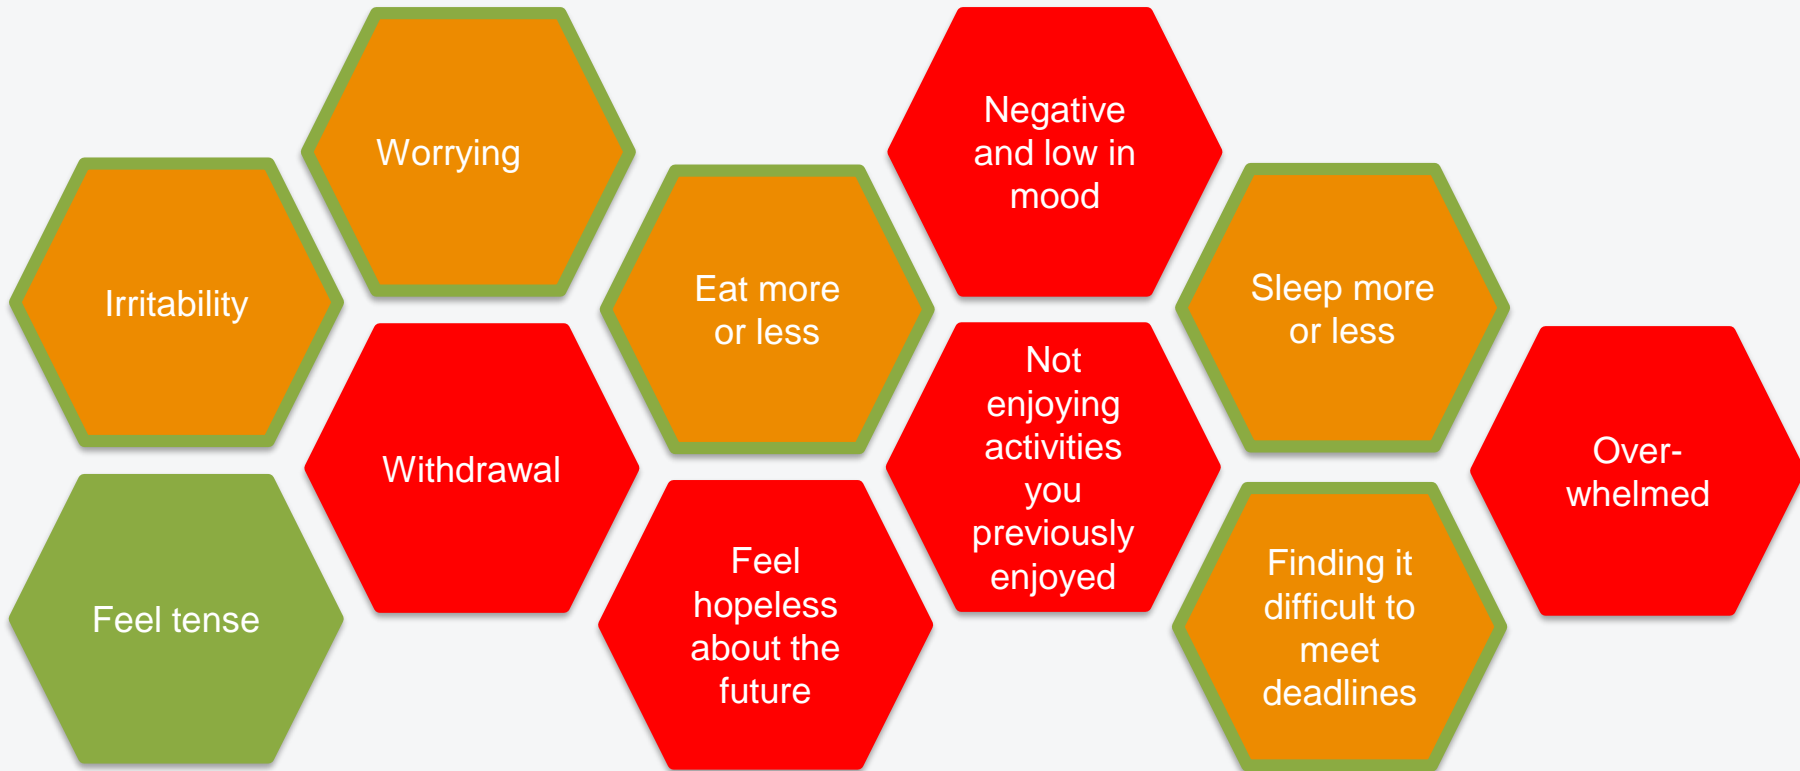 Worrying
Negative
and low in
mood
Irritability
Eat more
or less
Sleep more
or less
Withdrawal
Not
enjoying
activities
you
previously
enjoyed
Over-
whelmed
Feel tense
Feel
hopeless
about the
future
Finding it
difficult to
meet
deadlines